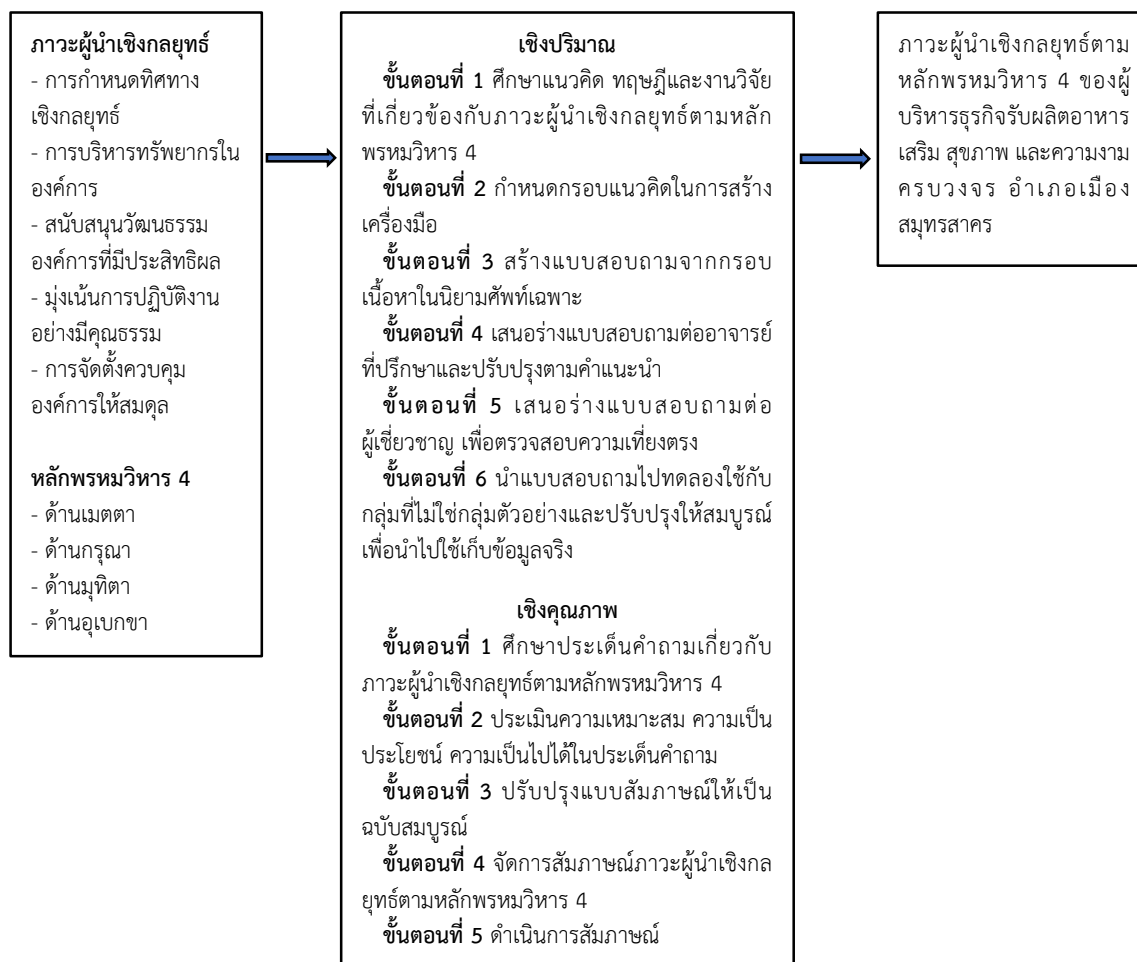 ภาวะผู้นำเชิงกลยุทธ์
- การกำหนดทิศทาง
เชิงกลยุทธ์
- การบริหารทรัพยากรใน
องค์การ
- สนับสนุนวัฒนธรรม
องค์การที่มีประสิทธิผล
- มุ่งเน้นการปฏิบัติงาน
อย่างมีคุณธรรม
- การจัดตั้งควบคุม
องค์การให้สมดุล
หลักพรหมวิหาร 4
- ด้านเมตตา
- ด้านกรุณา
- ด้านมุทิตา
- ด้านอุเบกขา
เชิงปริมาณ
ขั้นตอนที่ 1 ศึกษาแนวคิด ทฤษฎีและงานวิจัย
ที่เกี่ยวข้องกับภาวะผู้นำเชิงกลยุทธ์ตามหลัก
พรหมวิหาร 4
ขั้นตอนที่ 2 กำหนดกรอบแนวคิดในการสร้าง
เครื่องมือ
ขั้นตอนที่ 3 สร้างแบบสอบถามจากกรอบ
เนื้อหาในนิยามศัพท์เฉพาะ
ขั้นตอนที่ 4 เสนอร่างแบบสอบถามต่ออาจารย์
ที่ปรึกษาและปรับปรุงตามคำแนะนำ
ขั้นตอนที่ 5 เสนอร่างแบบสอบถามต่อ
ผู้เชี่ยวชาญ เพื่อตรวจสอบความเที่ยงตรง
ขั้นตอนที่ 6 นำแบบสอบถามไปทดลองใช้กับ
กลุ่มที่ไม่ใช่กลุ่มตัวอย่างและปรับปรุงให้สมบูรณ์
เพื่อนำไปใช้เก็บข้อมูลจริง
เชิงคุณภาพ
ขั้นตอนที่ 1 ศึกษาประเด็นคำถามเกี่ยวกับ
ภาวะผู้นำเชิงกลยุทธ์ตามหลักพรหมวิหาร 4
ขั้นตอนที่ 2 ประเมินความเหมาะสม ความเป็น
ประโยชน์ ความเป็นไปได้ในประเด็นคำถาม
ขั้นตอนที่ 3 ปรับปรุงแบบสัมภาษณ์ให้เป็น
ฉบับสมบูรณ์
ขั้นตอนที่ 4 จัดการสัมภาษณ์ภาวะผู้นำเชิงกล
ยุทธ์ตามหลักพรหมวิหาร 4
ขั้นตอนที่ 5 ดำเนินการสัมภาษณ์
ภาวะผู้นำเชิงกลยุทธ์ตาม
หลักพรหมวิหาร 4 ของผู้
บริหารธุรกิจรับผลิตอาหาร
เสริม สุขภาพ และความงาม
ครบวงจร อำเภอเมือง
สมุทรสาคร